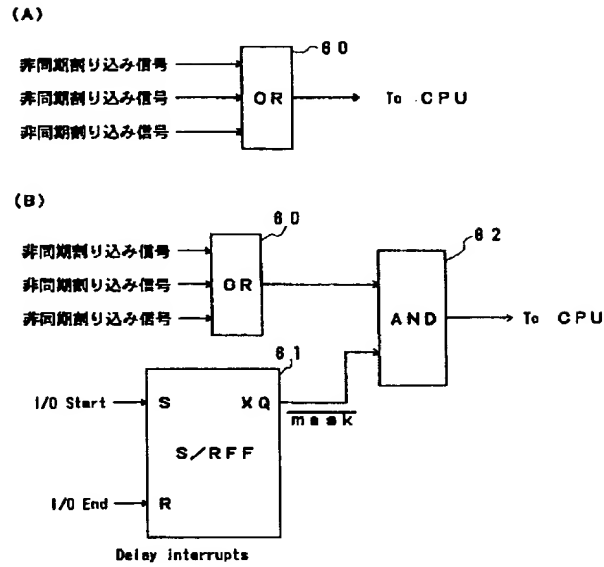 (A)
60
非同期割り込み信号
非同期割り込み信号
非同期割り込み信号
OR
To CPU
(B)
60
非同期割り込み信号
非同期割り込み信号
非同期割り込み信号
OR
62
AND
To CPU
61
I/O Start
S
XQ
mask
S/RFF
I/O End
R
Delay interrupts